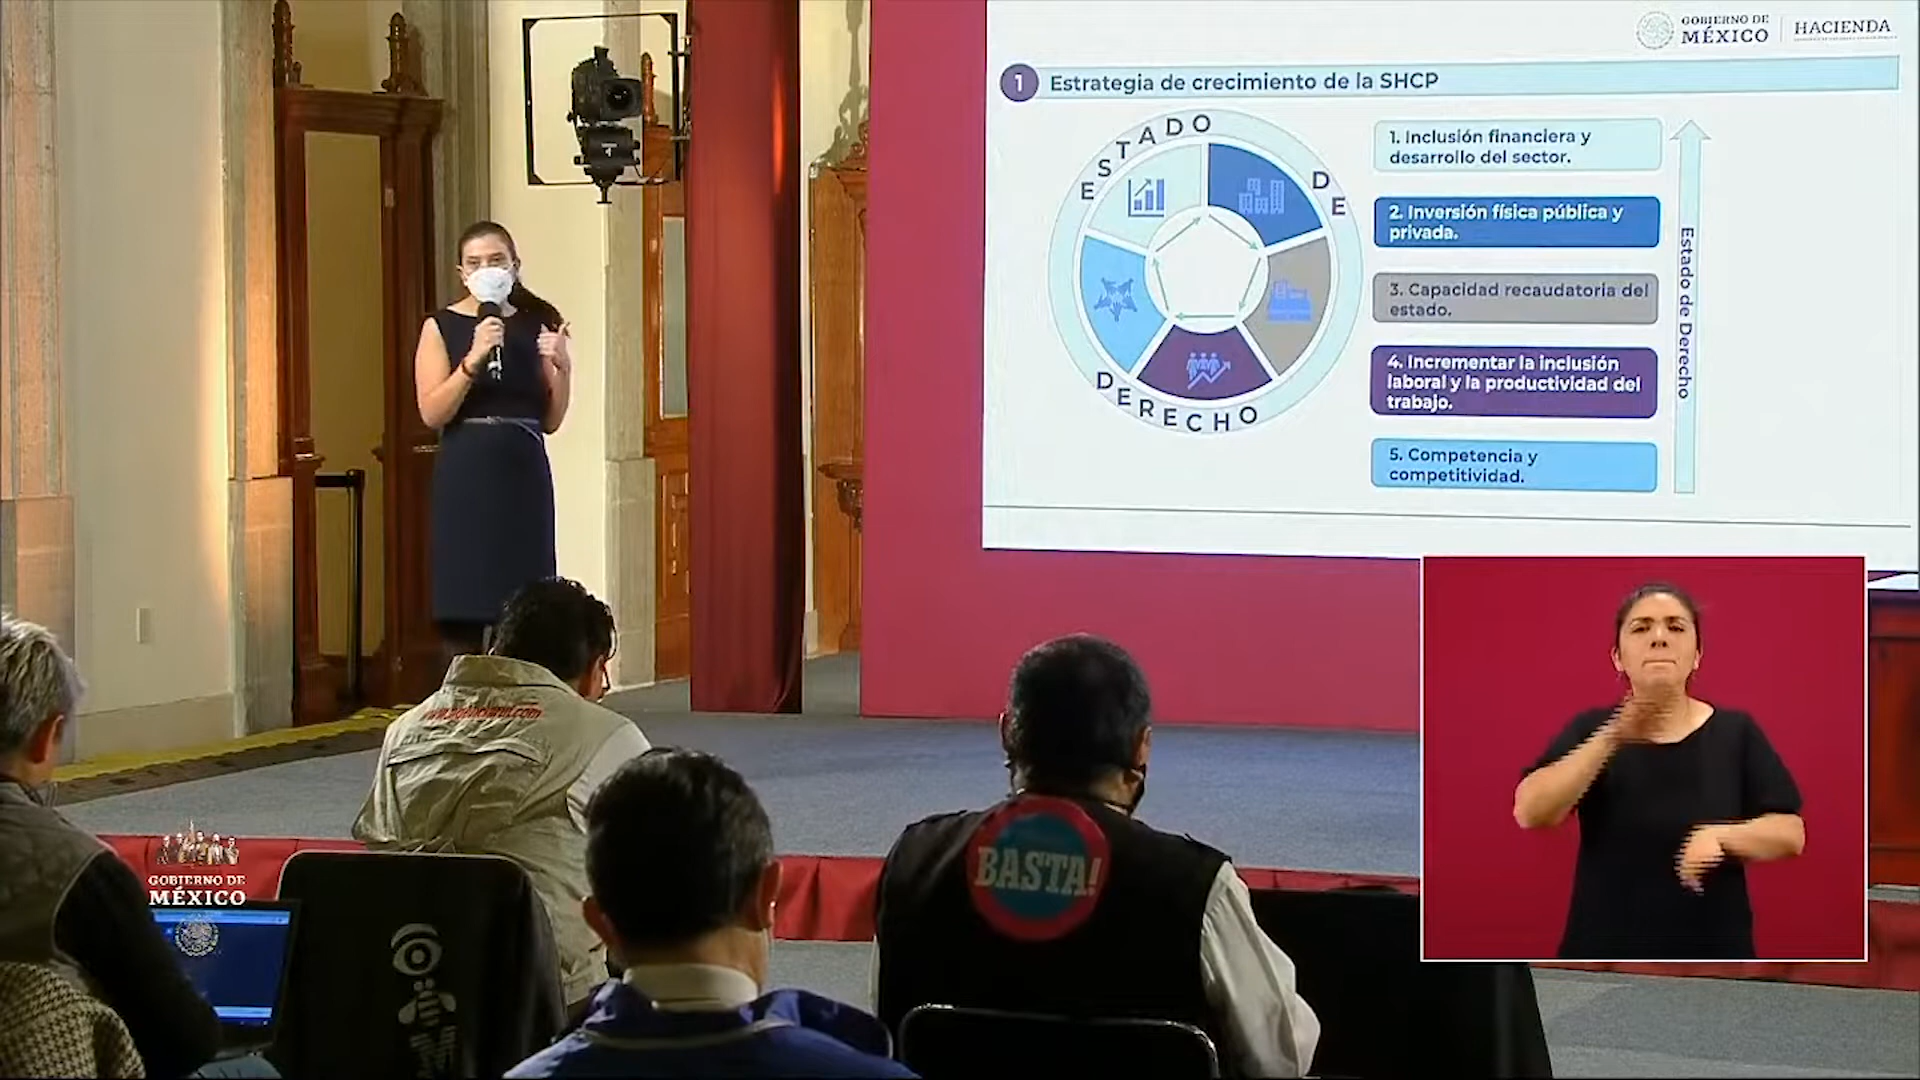 GOBIERNO DE
MÉXICO
HACIENDA
1
Estrategia de crecimiento de la SHCP
ESTADO
DE
DERECHO
1. Inclusión financiera y
desarrollo del sector.
2. Inversión física pública y
privada.
3. Capacidad recaudatoria del
estado.
4. Incrementar la inclusión
laboral y la productividad del
trabajo.
5. Competencia y
competitividad.
Estado de Derecho
BASTA!
GOBIERNO DE
MÉXICO